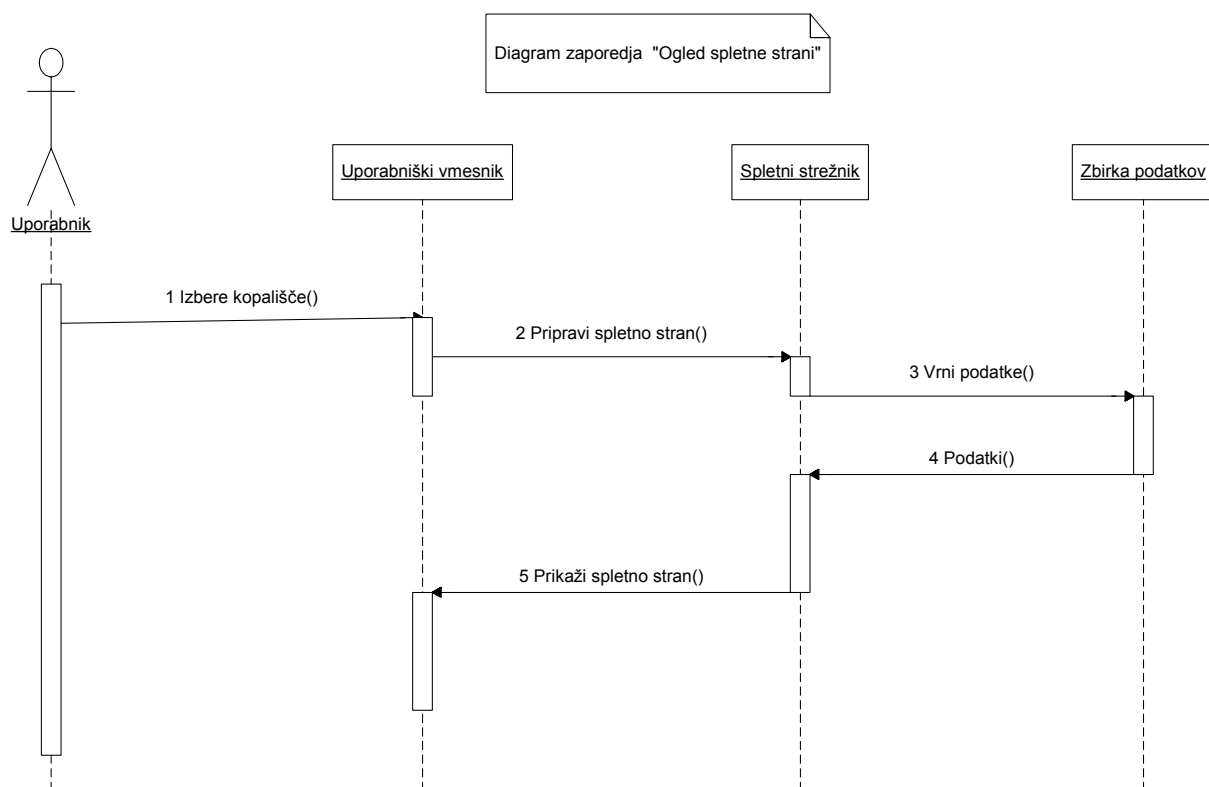 Diagram zaporedja "Ogled spletne strani"
Uporabniški vmesnik
Spletni strežnik
Zbirka podatkov
Uporabnik
1 Izbere kopališče()
2 Pripravi spletno stran()
3 Vrni podatke()
4 Podatki()
5 Prikaži spletno stran()